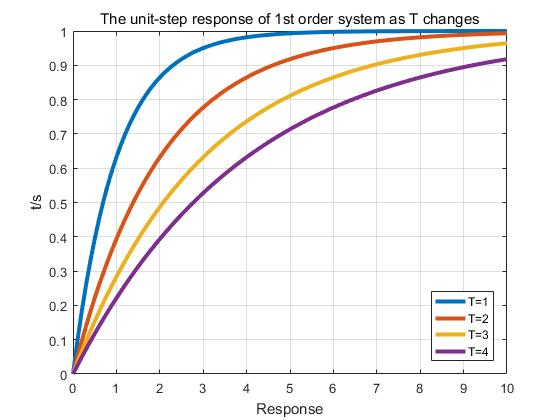 The unit-step response of 1st order system as T changes
1
0.9
0.8
0.7
0.6
0.5
0.4
0.3
0.2
0.1
0
t/s
T=1
T=2
T=3
T=4
0 1 2 3 4 5 6 7 8 9 10
Response